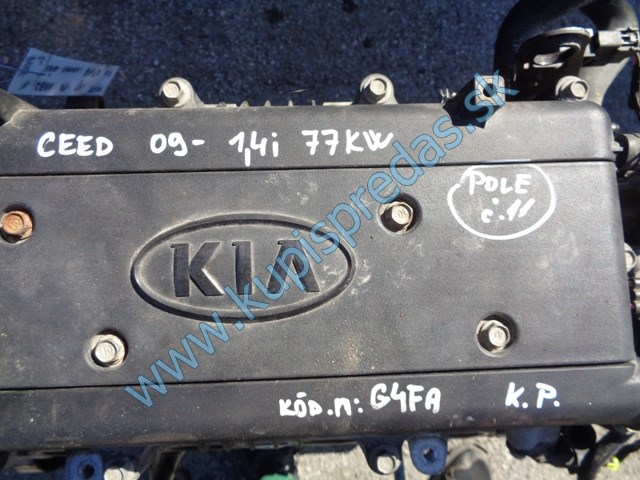 CEED 09- 1,4i 77KW
POLE
č.11
KIA
www.kupispredas.sk
KÓD.M: G4FA K.P.